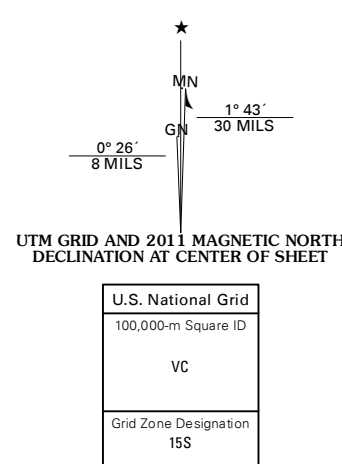 MN
1° 43´
30 MILS
GN
0° 26´
8 MILS
UTM GRID AND 2011 MAGNETIC NORTH
DECLINATION AT CENTER OF SHEET
U.S. National Grid
100,000-m Square ID
VC
Grid Zone Designation
15S